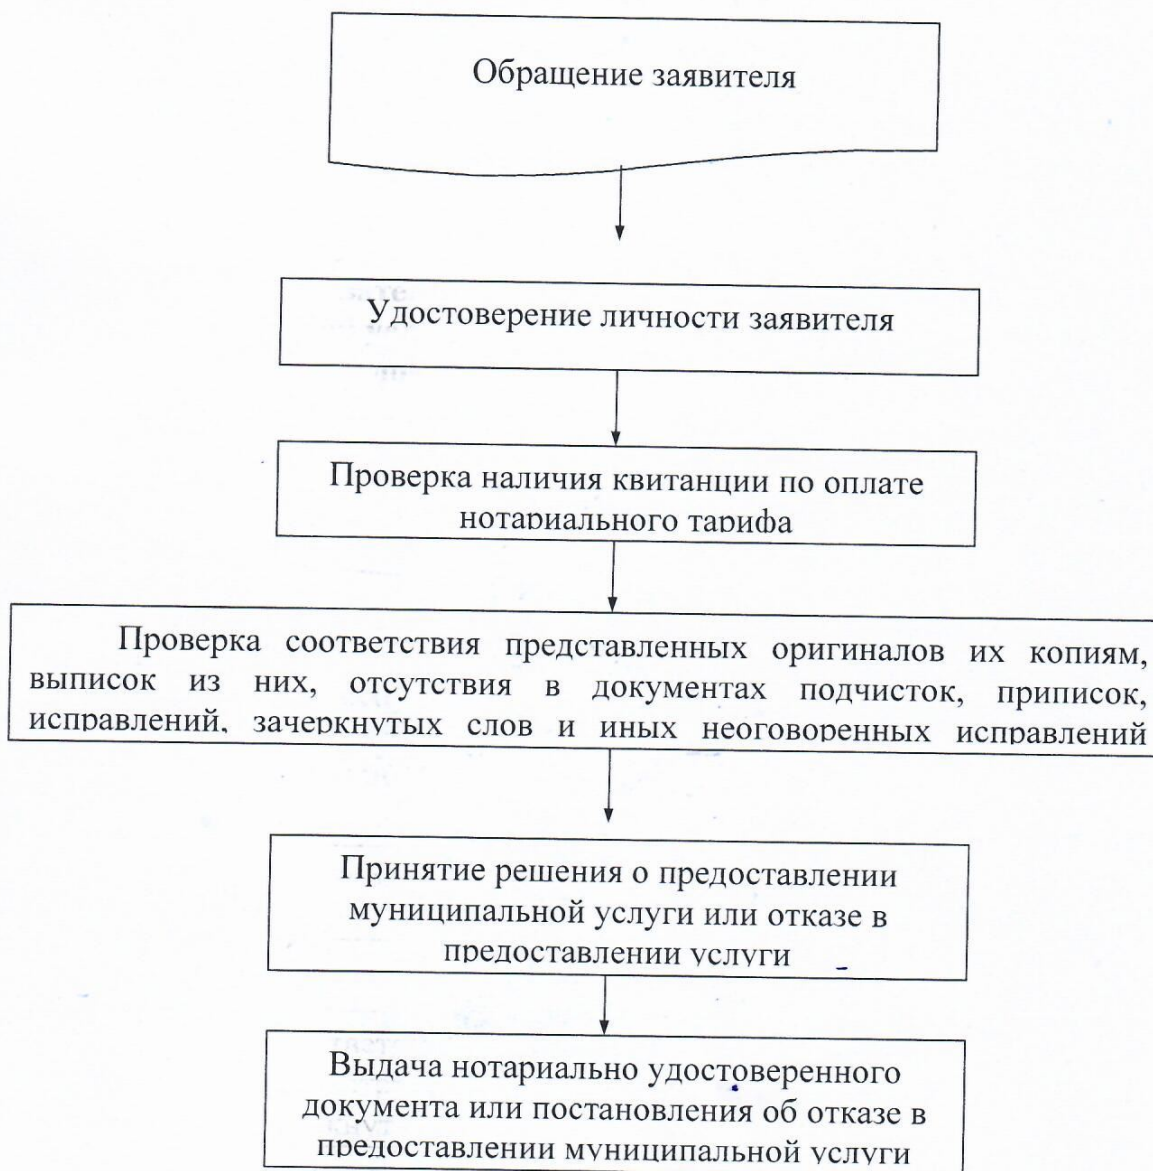 Обращение заявителя
Удостоверение личности заявителя
Проверка наличия квитанции по оплате
нотариального тарифа
Проверка соответствия представленных оригиналов их копиям,
выписок из них, отсутствия в документах подчисток, приписок,
исправлений, зачеркнутых слов и иных неоговоренных исправлений
Принятие решения о предоставлении
муниципальной услуги или отказе в
предоставлении услуги
Выдача нотариально удостоверенного
документа или постановления об отказе в
предоставлении муниципальной услуги